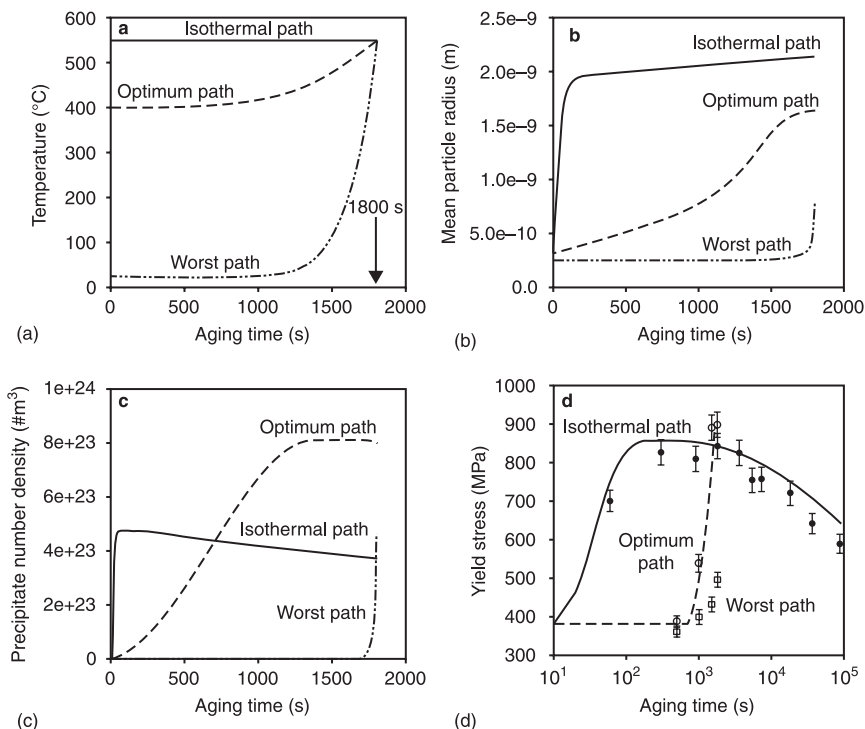 a
Isothermal path
Optimum path
Worst path
1800 s
600
550
500
400
300
200
150
100
50
0
0
500
1000
1500
2000
Temperature (°C)
Aging time (s)
(a)
b
Isothermal path
Optimum path
Worst path
2.5e–9
2.0e–9
1.5e–9
1.0e–9
5.0e–10
0.0
0
500
1000
1500
2000
Mean particle radius (m)
Aging time (s)
(b)
c
Optimum path
Isothermal path
Worst path
1e+24
8e+23
6e+23
4e+23
2e+23
0
0
500
1000
1500
2000
Precipitate number density (#m³)
Aging time (s)
(c)
d
Isothermal path
Optimum path
Worst path
1000
900
800
700
600
500
400
300
10¹
10²
10³
10⁴
10⁵
Yield stress (MPa)
Aging time (s)
(d)